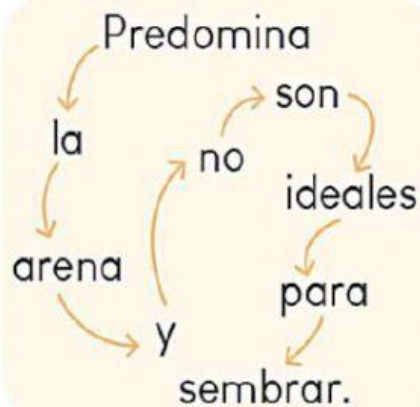 Predomina
la
arena
y
no
son
ideales
para
sembrar.